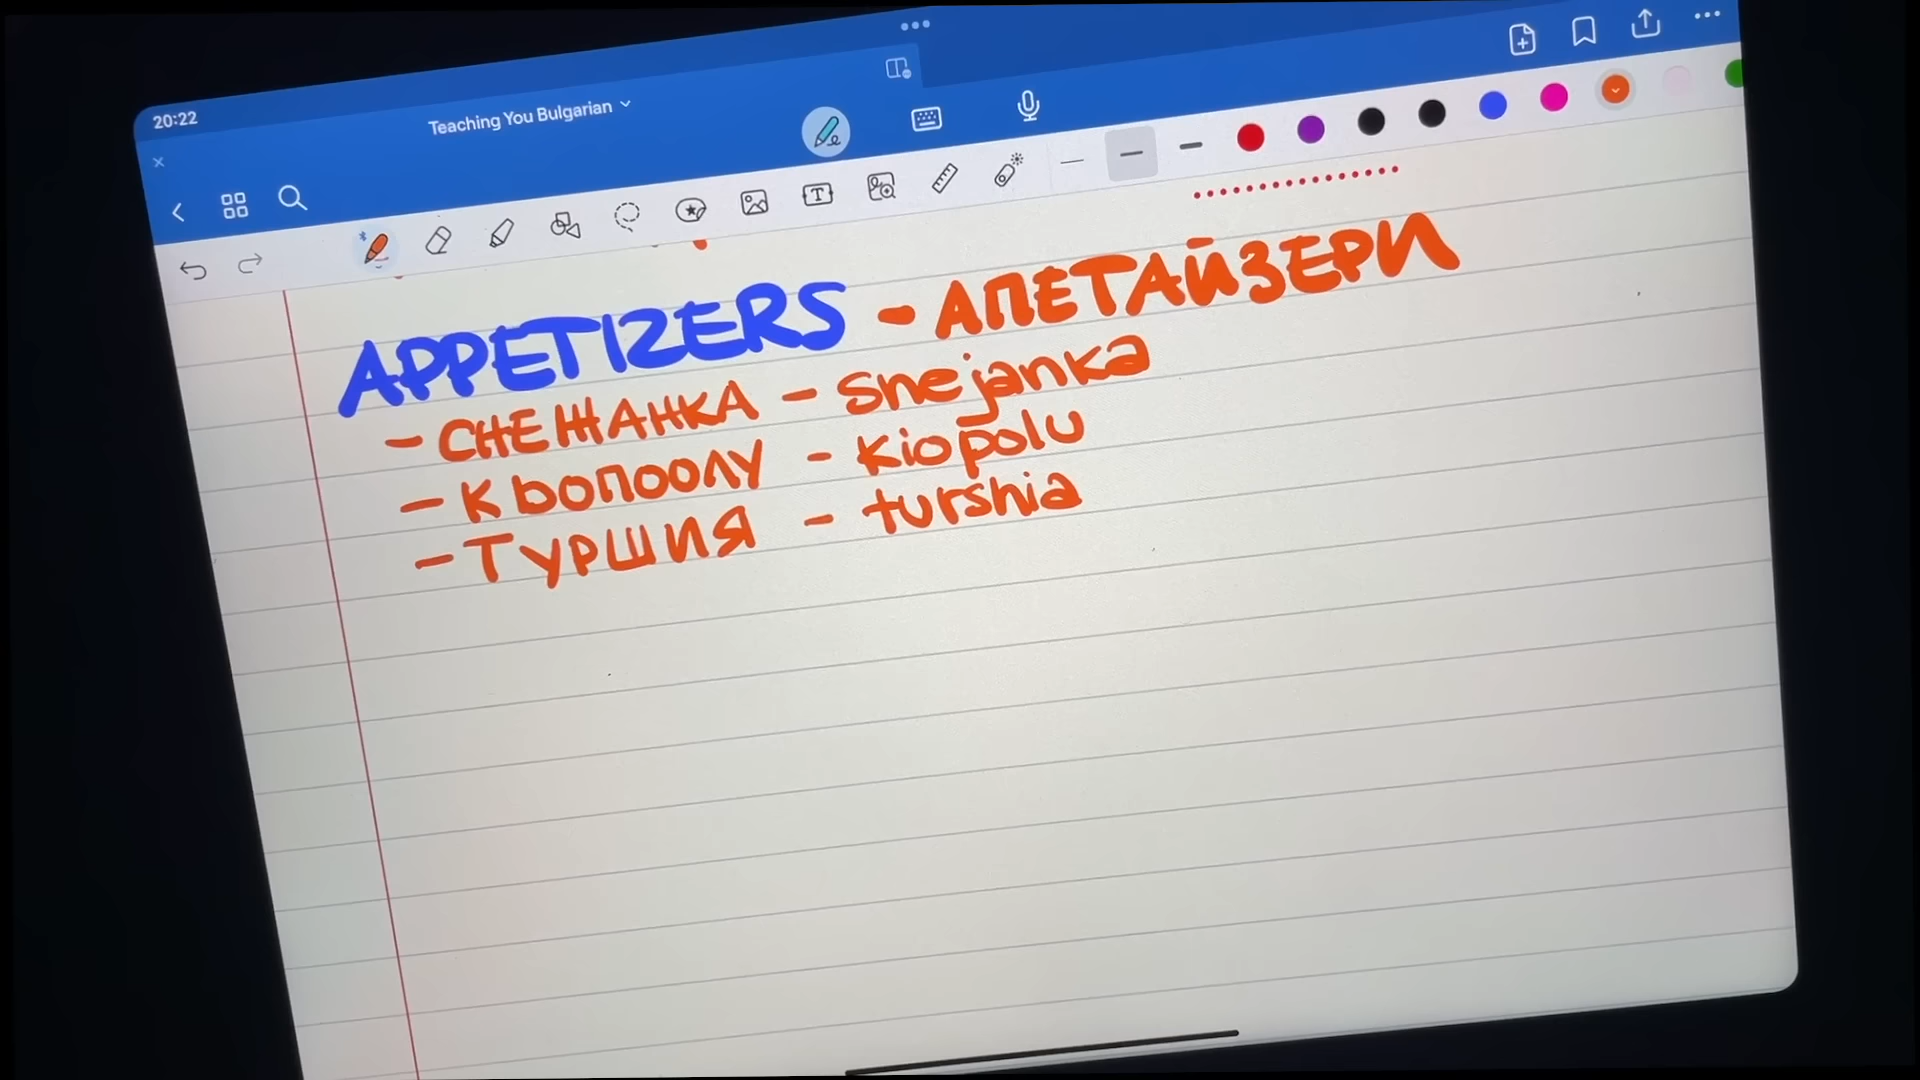 20:22
Teaching You Bulgarian
APPETIZERS - АПЕТАЙЗЕРИ
- СНЕЖАНКА - Snejanka
- КЬОПООЛУ - kiopolu
- ТУРШИЯ - turshia